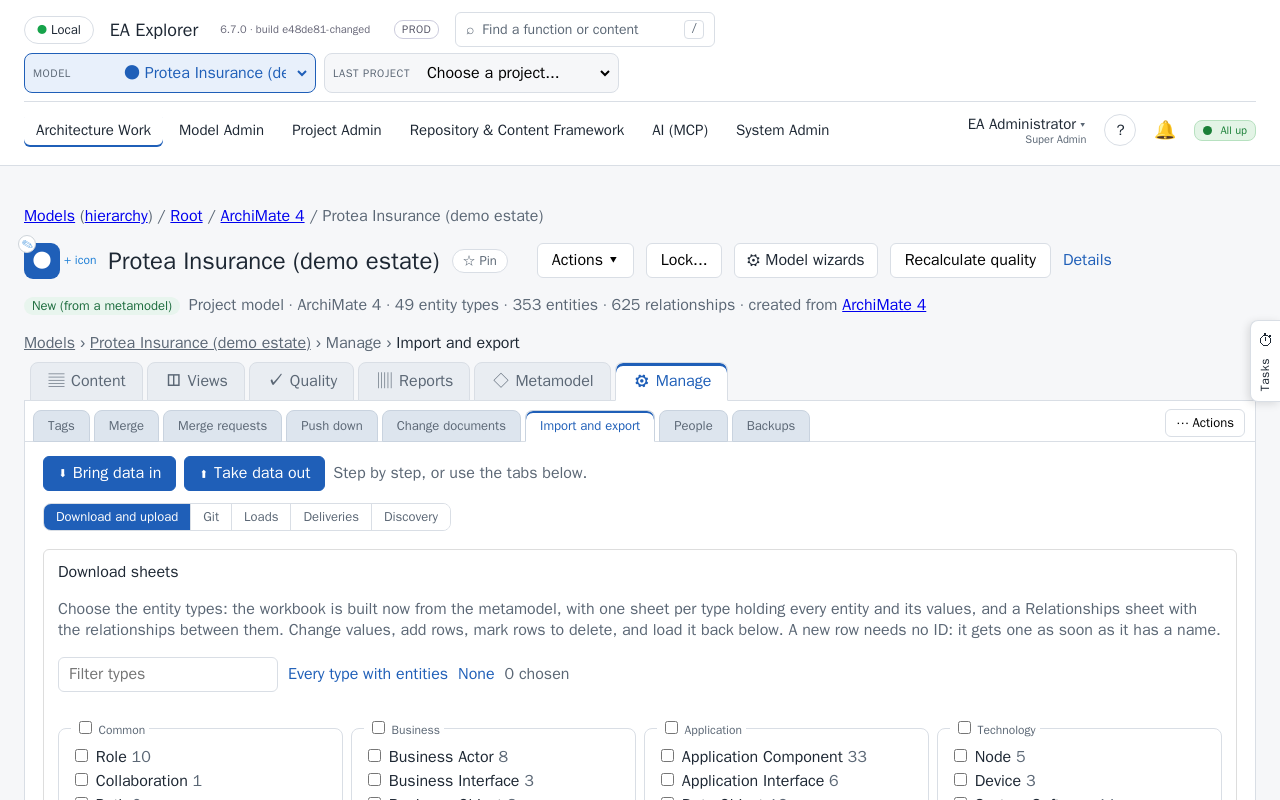 Local
EA Explorer
6.7.0 · build e48de81-changed
PROD
Find a function or content
/
MODEL
Protea Insurance (de
LAST PROJECT
Choose a project...
Architecture Work
Model Admin
Project Admin
Repository & Content Framework
AI (MCP)
System Admin
EA Administrator
Super Admin
?
All up
Models (hierarchy) / Root / ArchiMate 4 / Protea Insurance (demo estate)
+ icon
Protea Insurance (demo estate)
☆ Pin
Actions ▾
Lock...
⚙ Model wizards
Recalculate quality
Details
New (from a metamodel)
Project model · ArchiMate 4 · 49 entity types · 353 entities · 625 relationships · created from ArchiMate 4
Models › Protea Insurance (demo estate) › Manage › Import and export
Tasks
Content
Views
✓ Quality
Reports
Metamodel
⚙ Manage
Tags
Merge
Merge requests
Push down
Change documents
Import and export
People
Backups
··· Actions
⬇ Bring data in
⬆ Take data out
Step by step, or use the tabs below.
Download and upload
Git
Loads
Deliveries
Discovery
Download sheets
Choose the entity types: the workbook is built now from the metamodel, with one sheet per type holding every entity and its values, and a Relationships sheet with
the relationships between them. Change values, add rows, mark rows to delete, and load it back below. A new row needs no ID: it gets one as soon as it has a name.
Filter types
Every type with entities
None
0 chosen
Common
Business
Application
Technology
Role 10
Business Actor 8
Application Component 33
Node 5
Collaboration 1
Business Interface 3
Application Interface 6
Device 3